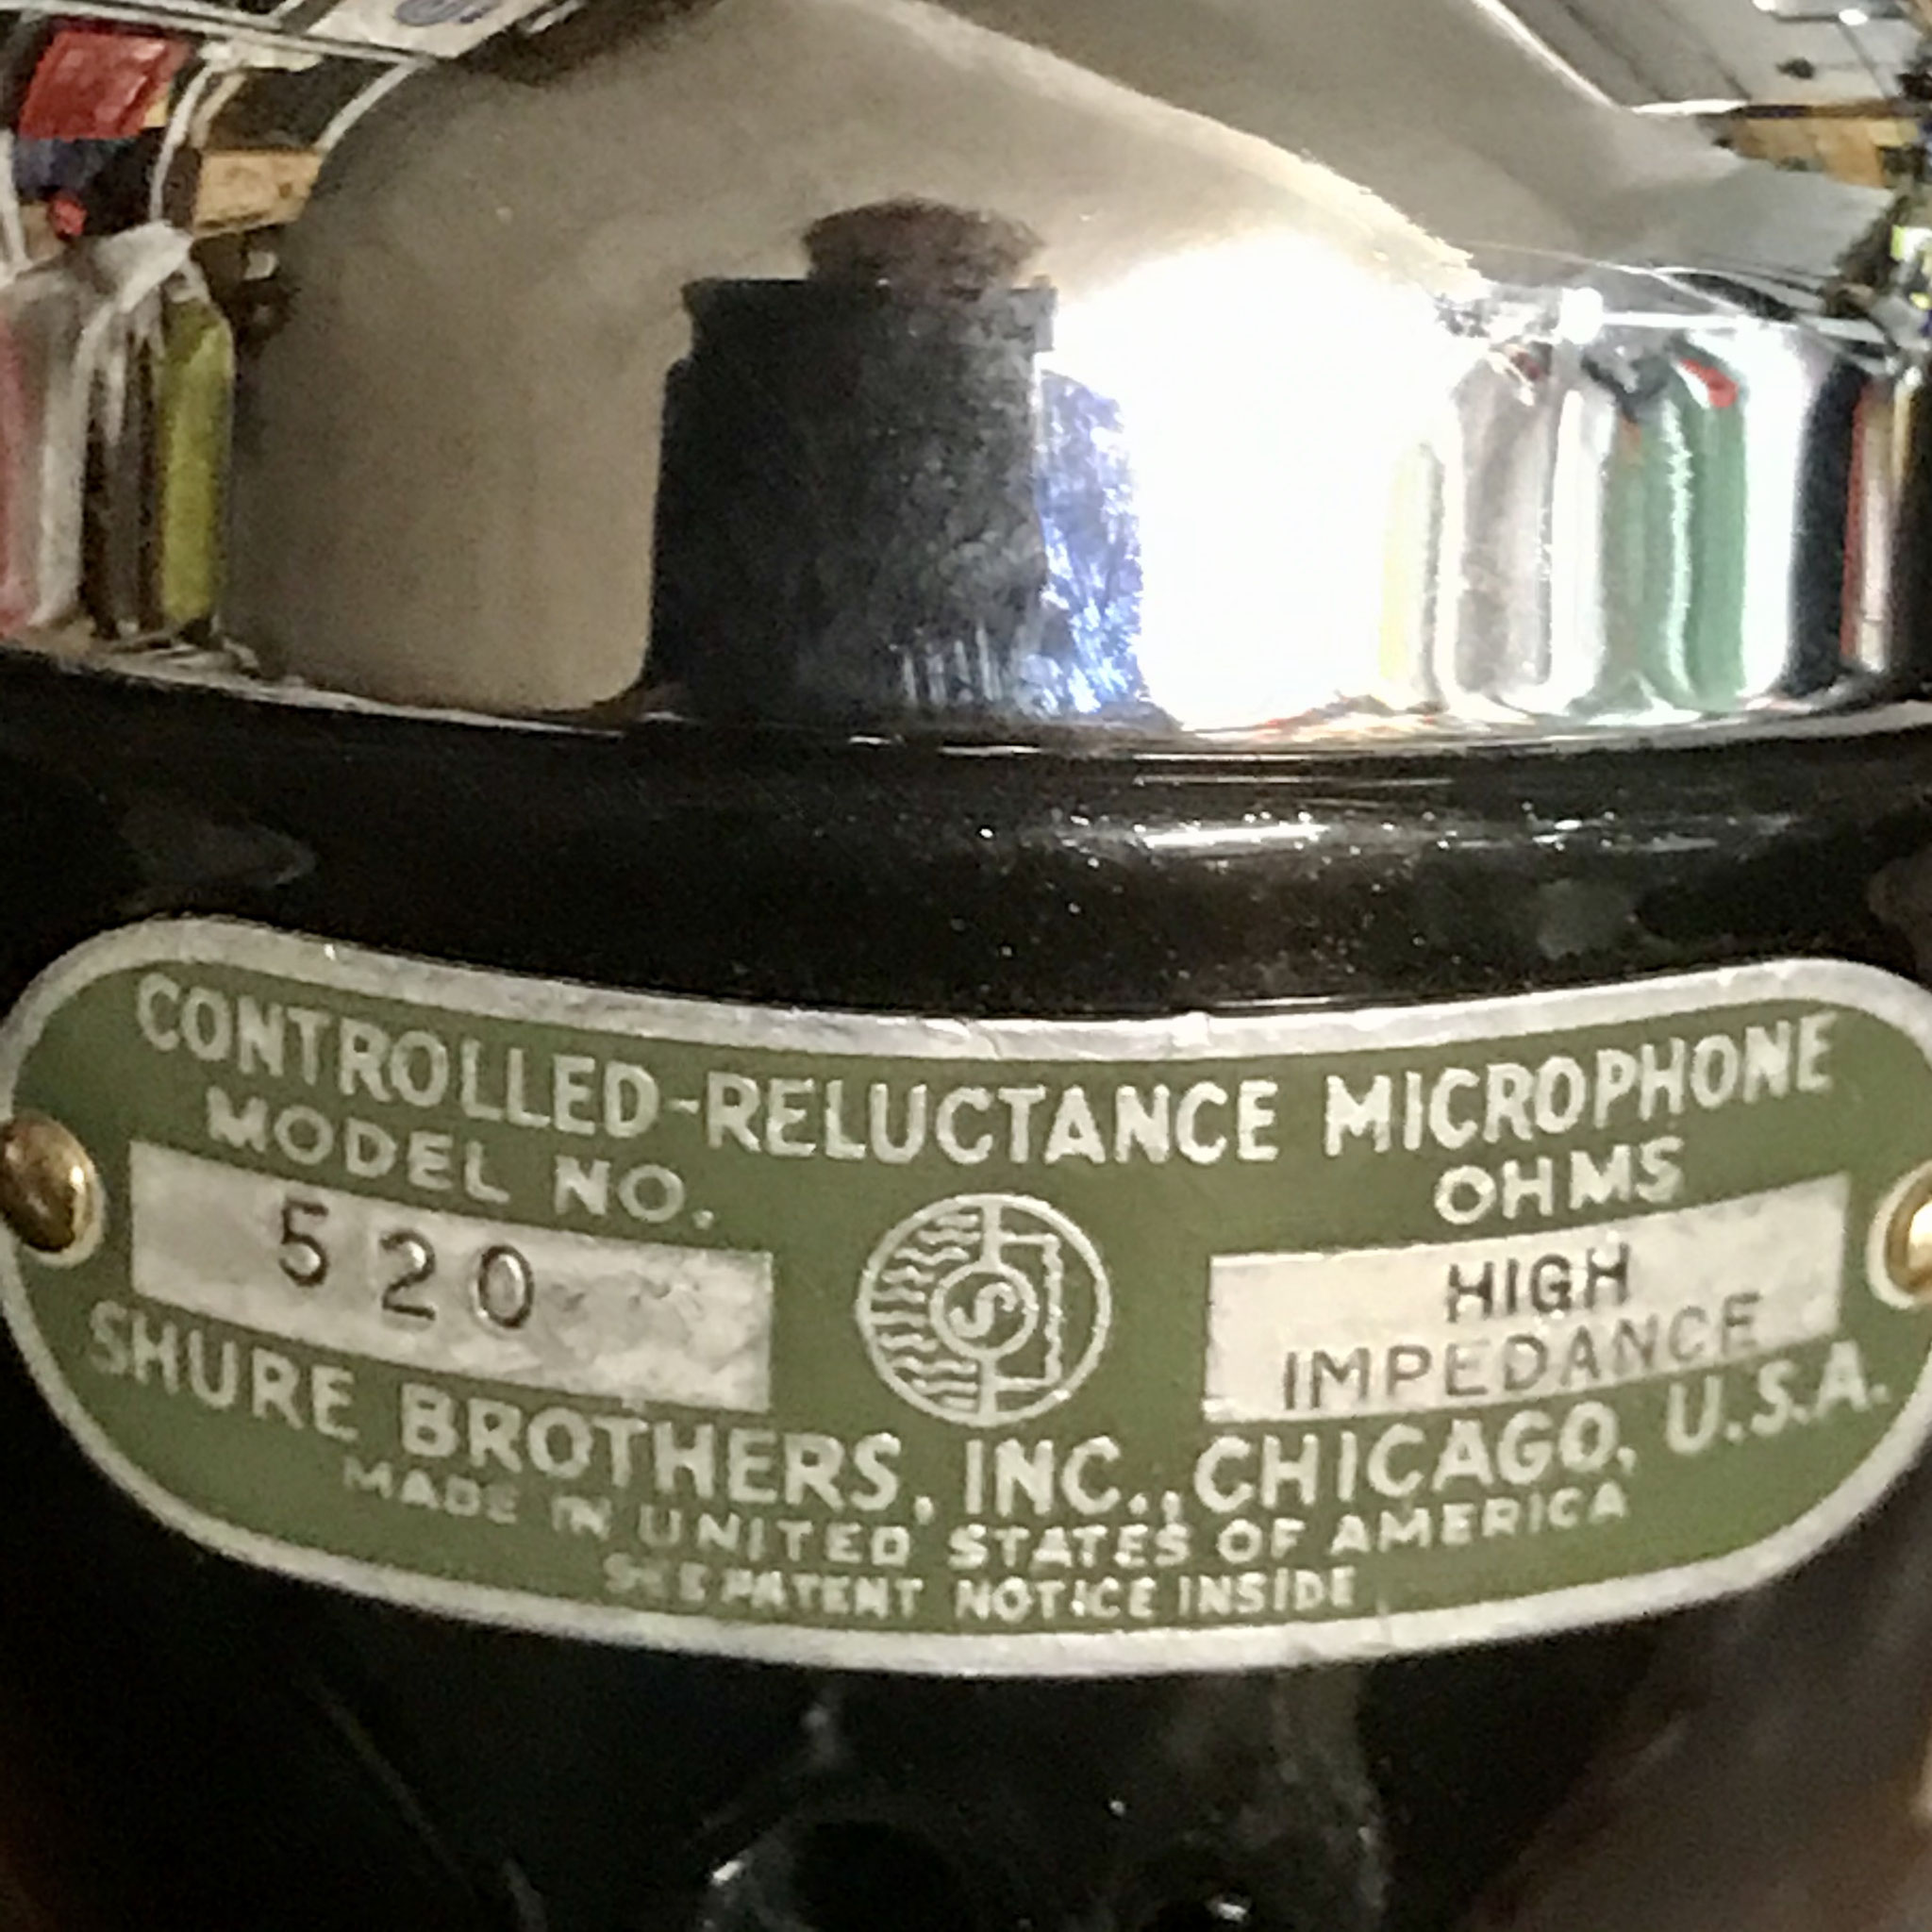 CONTROLLED-RELUCTANCE MICROPHONE
MODEL NO.
520
S
OHMS
HIGH
IMPEDANCE
SHURE BROTHERS, INC., CHICAGO, U.S.A.
MADE IN UNITED STATES OF AMERICA
SEE PATENT NOTICE INSIDE